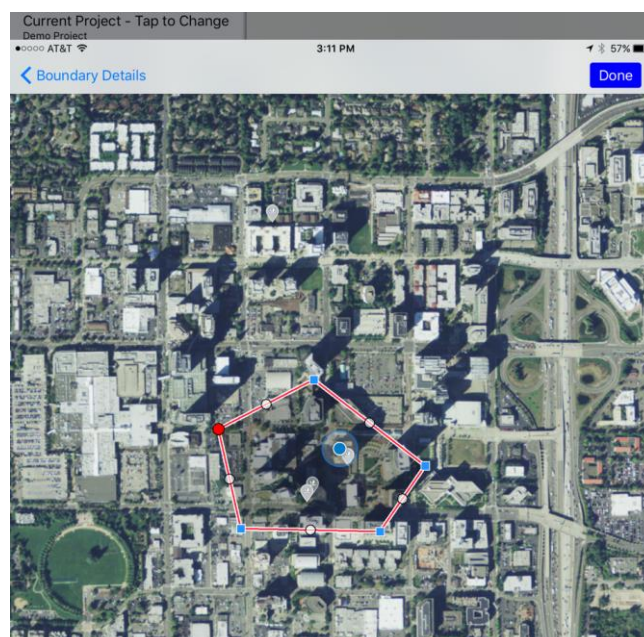 Current Project - Tap to Change
Demo Project
AT&T 3:11 PM 57%
Boundary Details Done